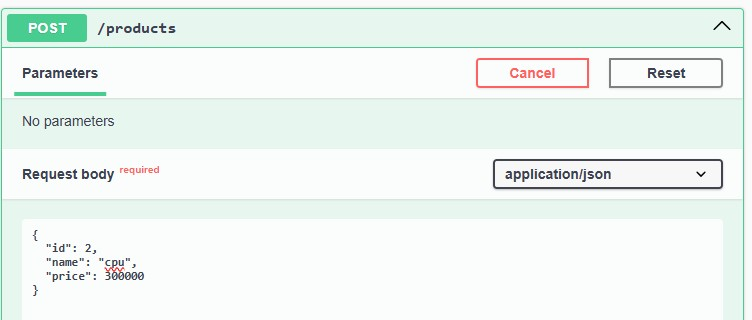 POST /products
Parameters Cancel Reset
No parameters
Request body required application/json
{
  "id": 2,
  "name": "cpu",
  "price": 300000
}